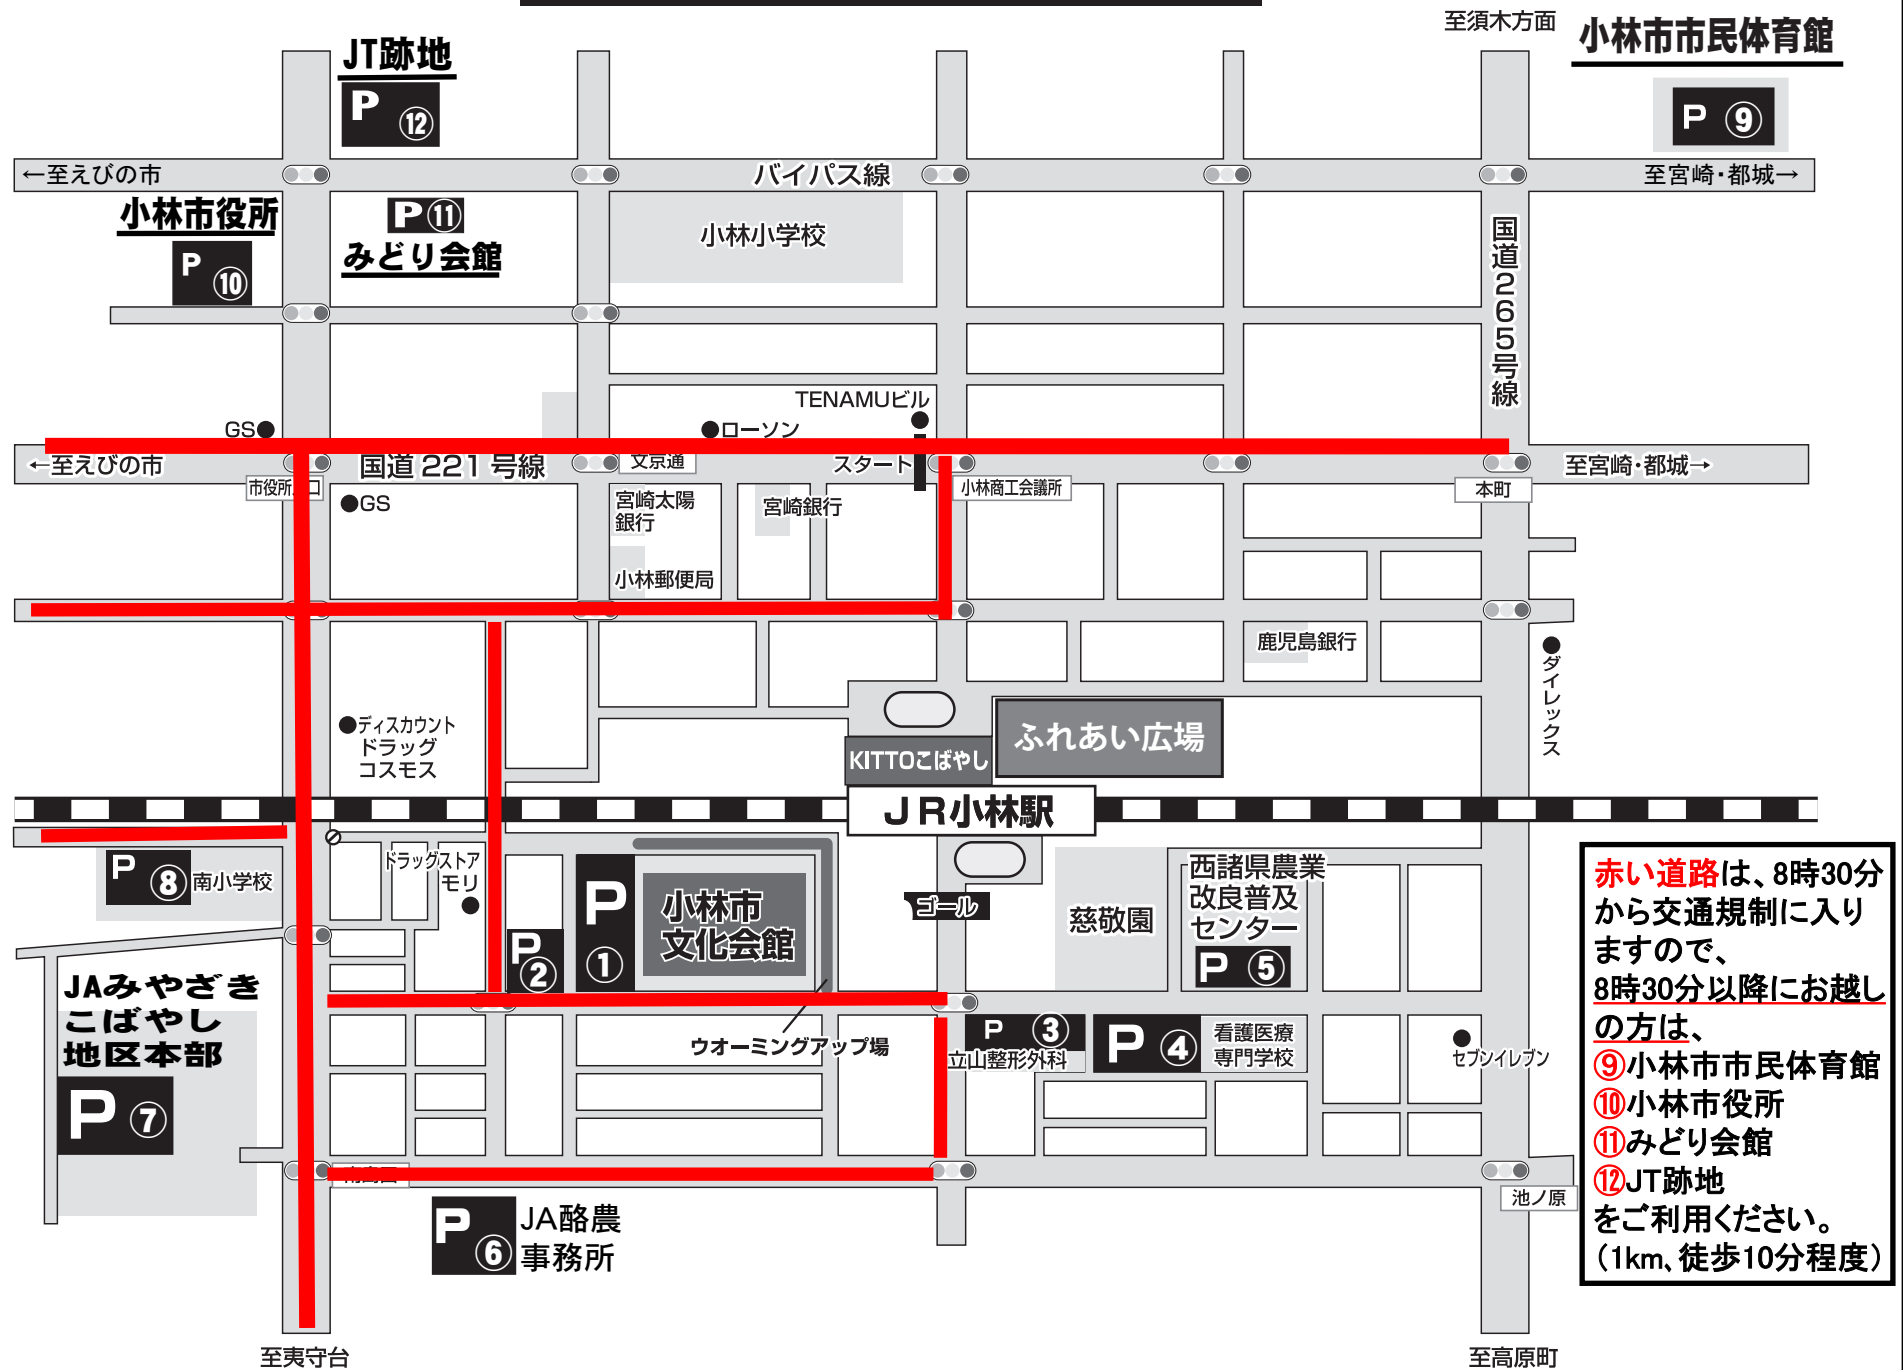 至須木方面
小林市市民体育館
P ⑨
JT跡地
P ⑫
←至えびの市
バイパス線
至宮崎・都城→
小林市役所
P ⑩
P ⑪
みどり会館
小林小学校
国道265号線
TENAMUビル
GS
ローソン
←至えびの市
国道 221 号線
文京通
スタート
至宮崎・都城→
市役所
GS
宮崎太陽
銀行
宮崎銀行
小林商工会議所
本町
小林郵便局
鹿児島銀行
ダイレックス
ディスカウント
ドラッグ
コスモス
KITTOこばやし
ふれあい広場
JR小林駅
P ⑧
南小学校
ドラッグストア
モリ
P ①
小林市
文化会館
P ②
ゴール
慈敬園
西諸県農業
改良普及
センター
P ⑤
JAみやざき
こばやし
地区本部
P ⑦
ウオーミングアップ場
P ③
立山整形外科
P ④
看護医療
専門学校
セブンイレブン
池ノ原
P ⑥
JA酪農
事務所
至夷守台
至高原町
赤い道路は、8時30分
から交通規制に入り
ますので、
8時30分以降にお越し
の方は、
⑨小林市市民体育館
⑩小林市役所
⑪みどり会館
⑫JT跡地
をご利用ください。
（1km、徒歩10分程度）